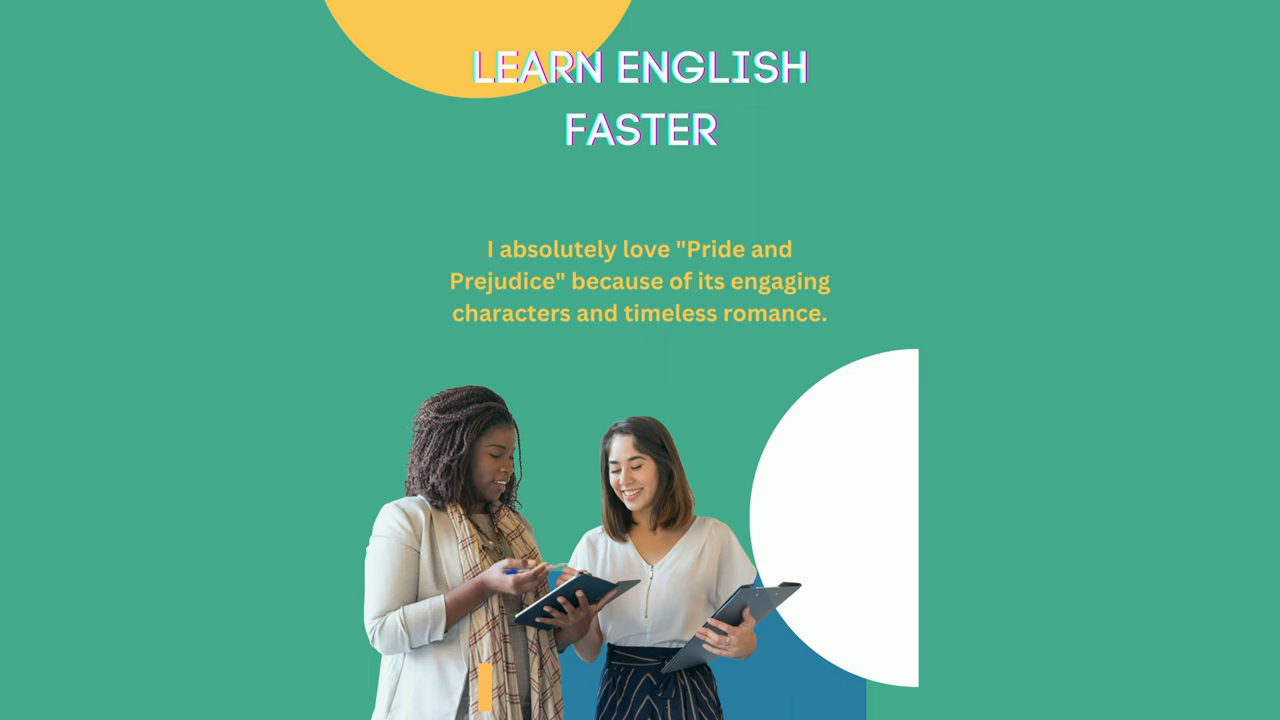 LEARN ENGLISH
FASTER
I absolutely love "Pride and
Prejudice" because of its engaging
characters and timeless romance.